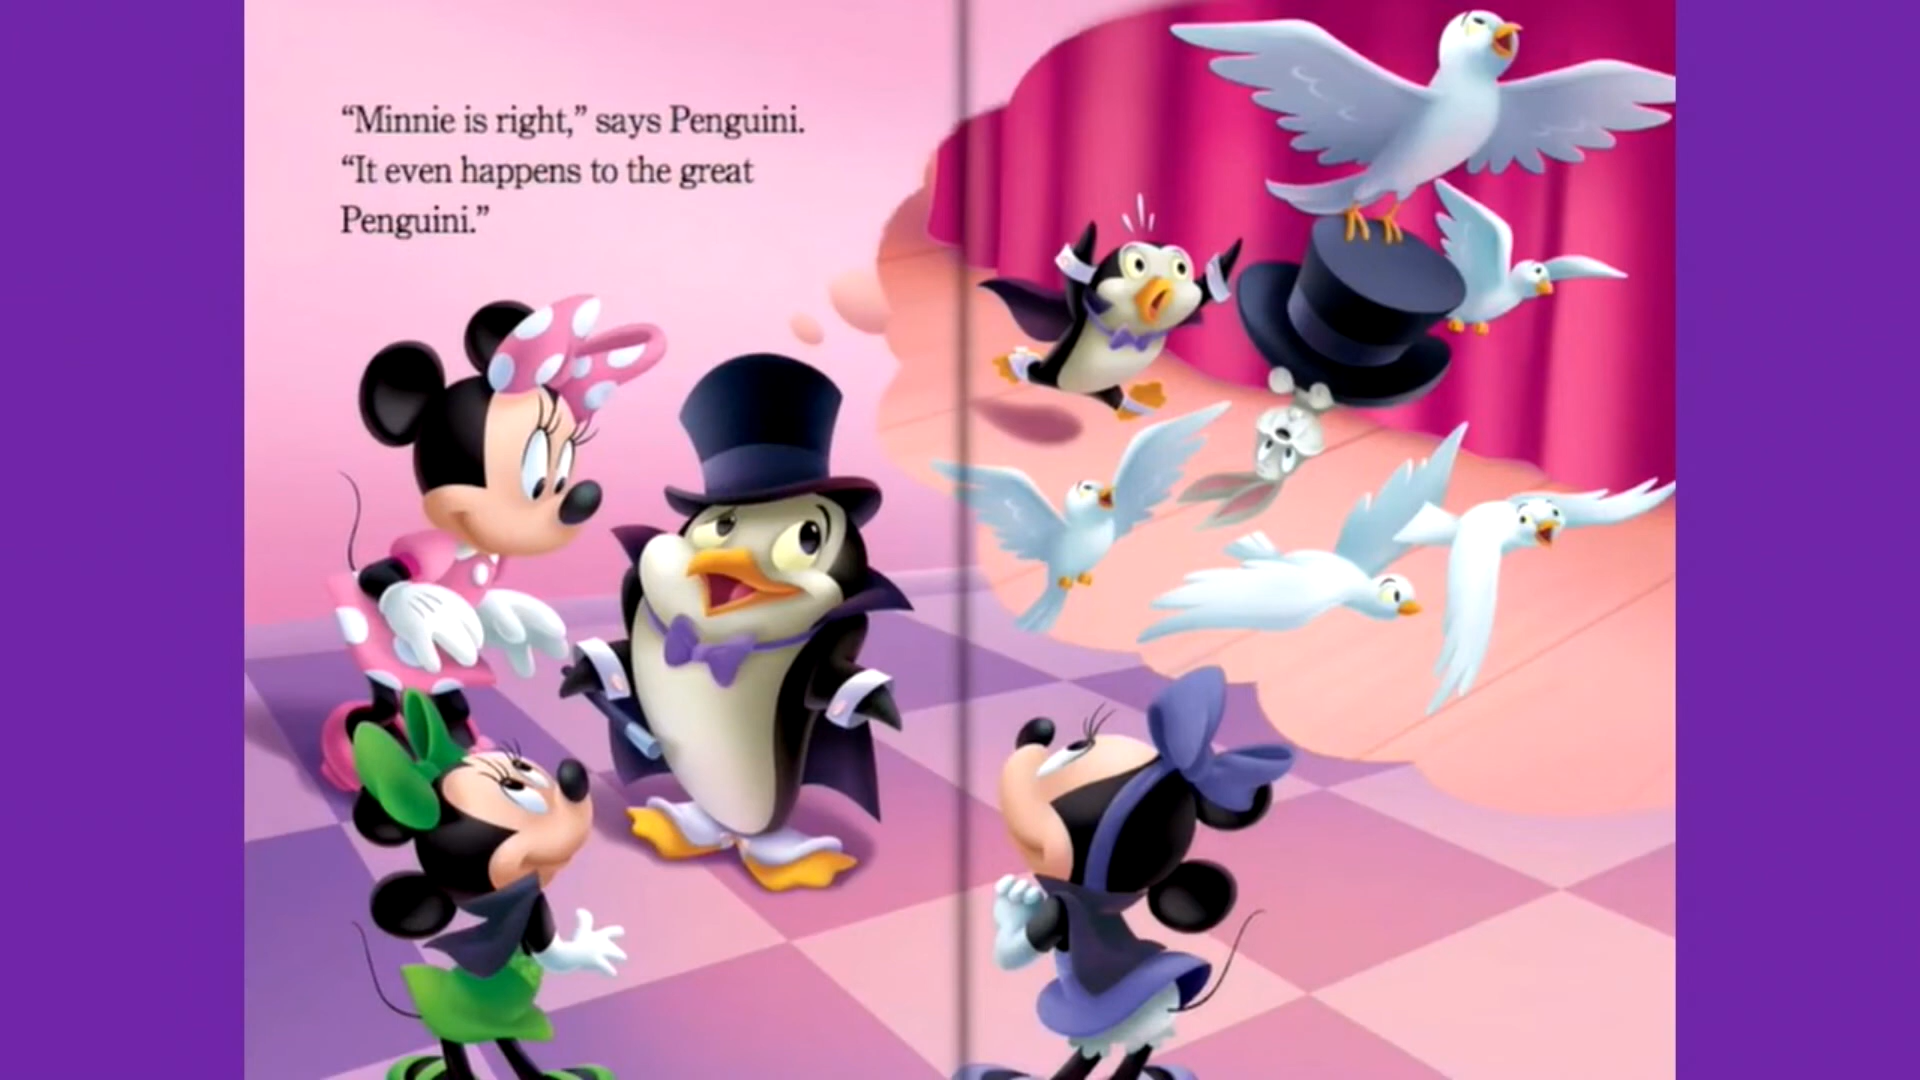 “Minnie is right,” says Penguini.
“It even happens to the great
Penguini.”